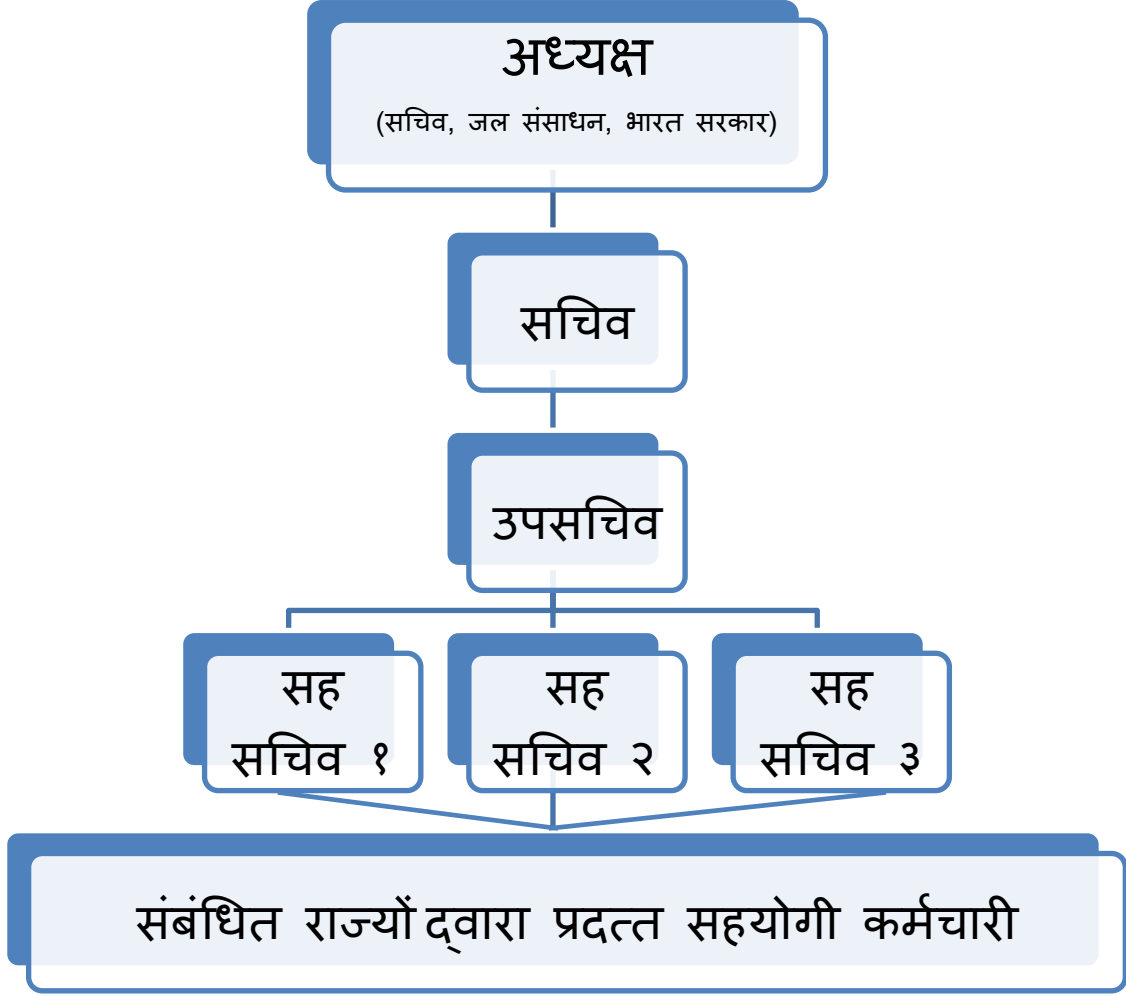 अध्यक्ष
(सचिव, जल संसाधन, भारत सरकार)
सचिव
उपसचिव
सह
सचिव १
सह
सचिव २
सह
सचिव ३
संबंधित राज्यों द्वारा प्रदत्त सहयोगी कर्मचारी